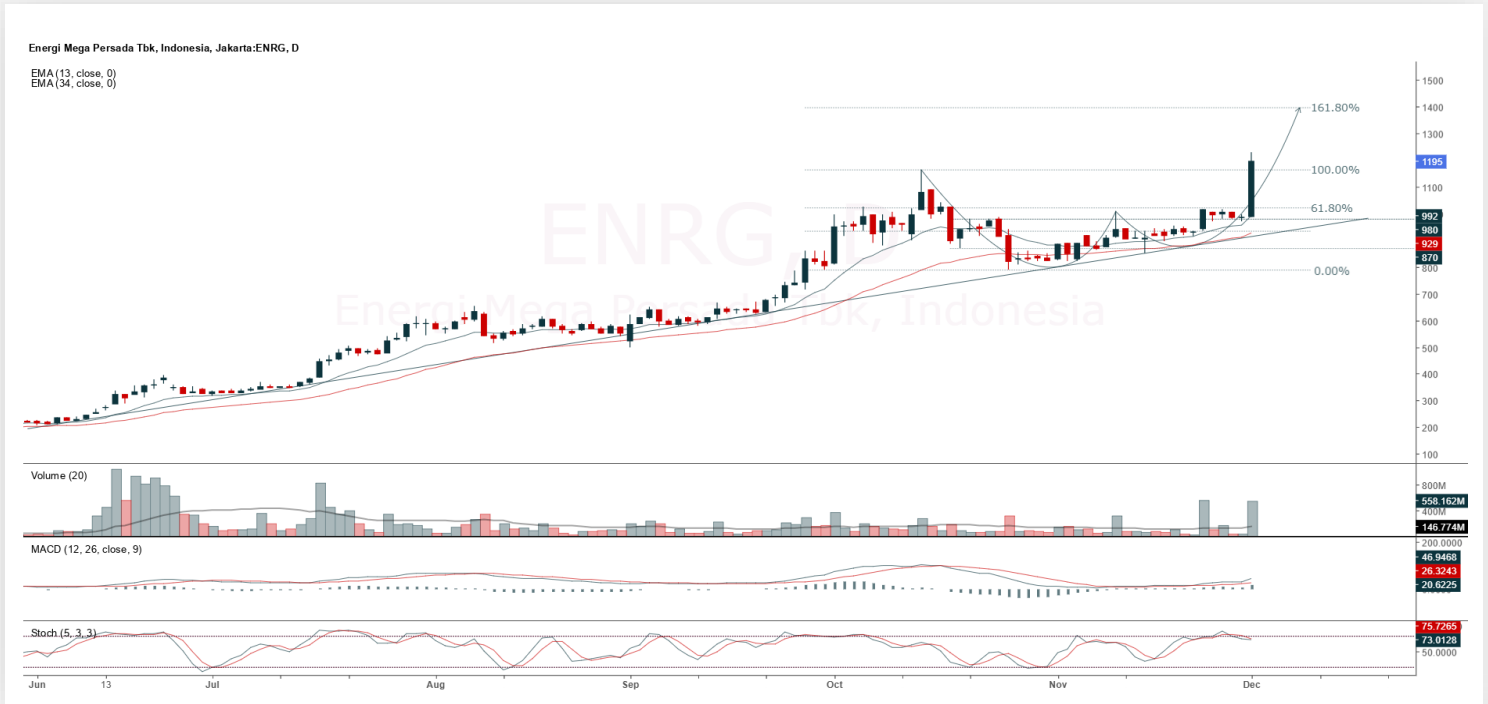 Energi Mega Persada Tbk, Indonesia, Jakarta:ENRG, D
EMA (13, close, 0)
EMA (34, close, 0)
ENRG, D
Energi Mega Persada Tbk, Indonesia
161.80%
100.00%
61.80%
0.00%
1500
1400
1300
1195
1100
992
980
929
870
800
700
600
500
400
300
200
100
Volume (20)
800M
558.162M
400M
146.774M
MACD (12, 26, close, 9)
200.0000
46.9468
26.3243
20.6225
Stoch (5, 3, 3)
75.7265
73.0128
50.0000
Jun 13 Jul Aug Sep Oct Nov Dec